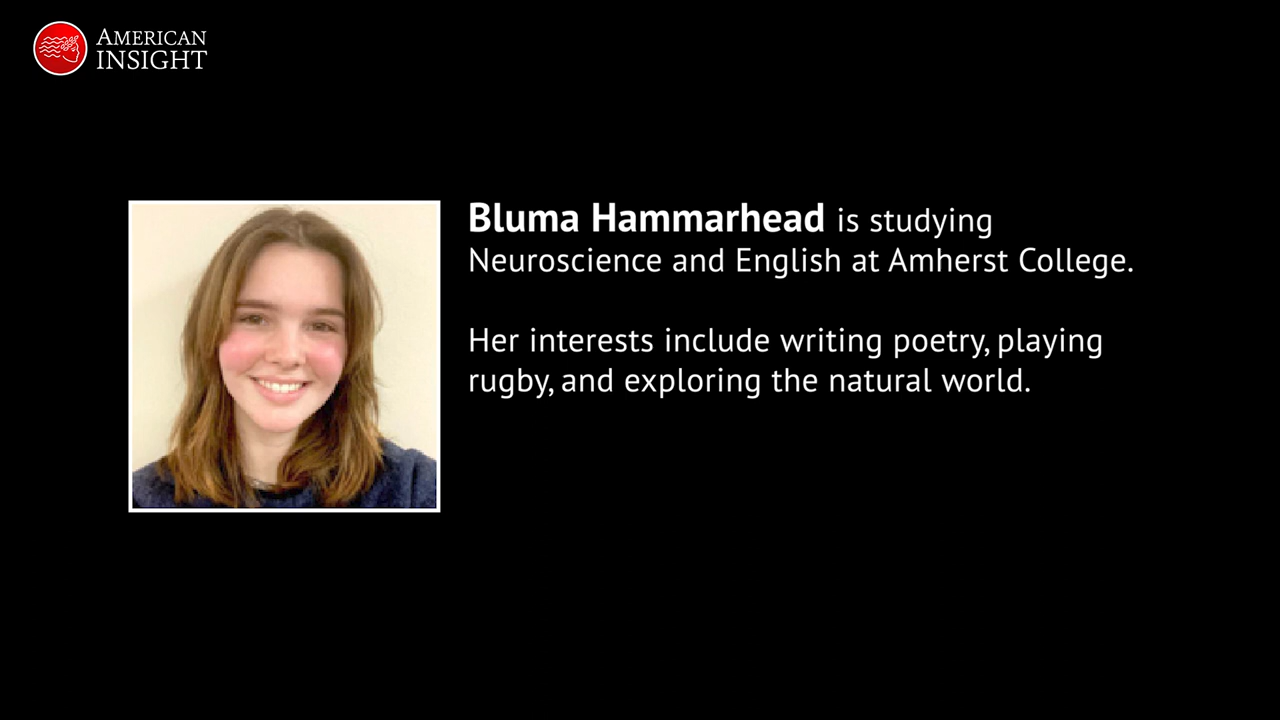 AMERICAN
INSIGHT
Bluma Hammarhead is studying
Neuroscience and English at Amherst College.
Her interests include writing poetry, playing
rugby, and exploring the natural world.